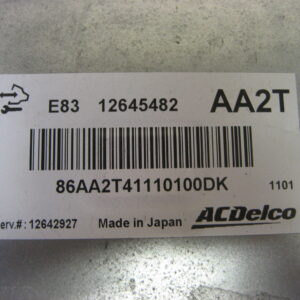 E83 12645482 AA2T
86AA2T41110100DK 1101
erv.#: 12642927 Made in Japan ACDelco